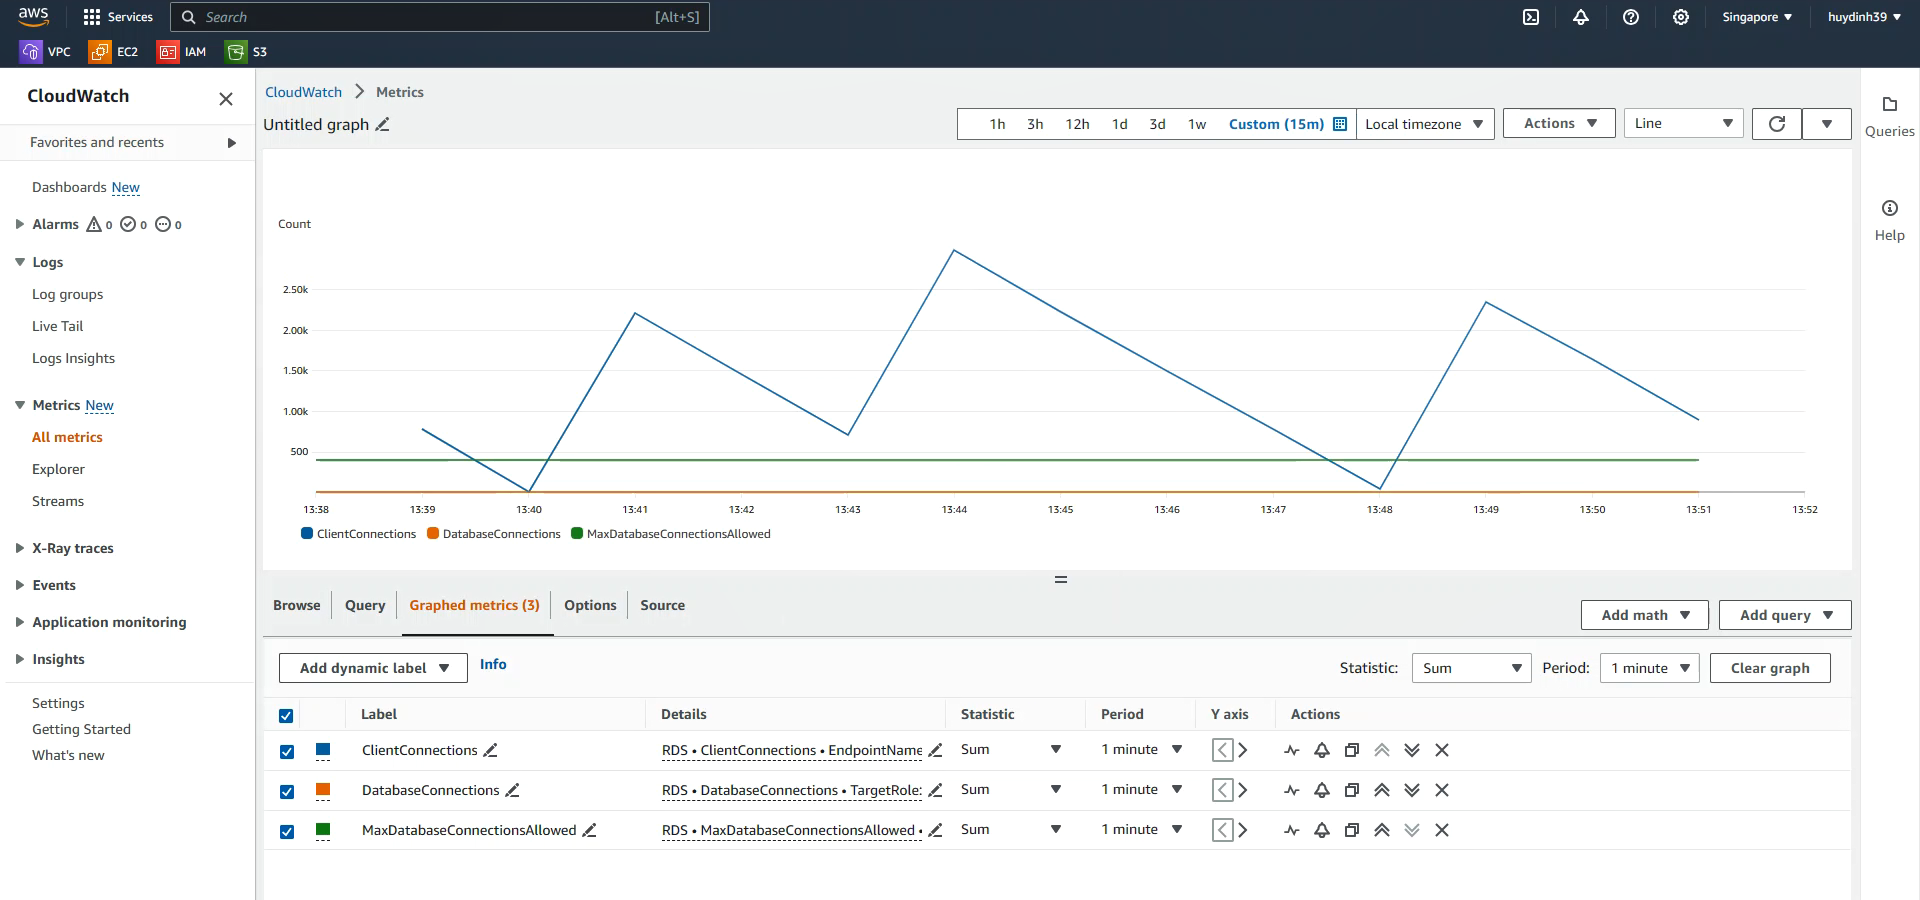 aws Services Search [Alt+S] Singapore huydinh39
VPC EC2 IAM S3
CloudWatch
Favorites and recents
Dashboards New
Alarms 0 0 0
Logs
Log groups
Live Tail
Logs Insights
Metrics New
All metrics
Explorer
Streams
X-Ray traces
Events
Application monitoring
Insights
Settings
Getting Started
What's new
CloudWatch Metrics
Untitled graph
1h 3h 12h 1d 3d 1w Custom (15m) Local timezone Actions Line
Count
2.50k
2.00k
1.50k
1.00k
500
13:38 13:39 13:40 13:41 13:42 13:43 13:44 13:45 13:46 13:47 13:48 13:49 13:50 13:51 13:52
ClientConnections DatabaseConnections MaxDatabaseConnectionsAllowed
Browse Query Graphed metrics (3) Options Source
Add math Add query
Add dynamic label Info Statistic: Sum Period: 1 minute Clear graph
Label Details Statistic Period Y axis Actions
ClientConnections RDS • ClientConnections • EndpointName Sum 1 minute
DatabaseConnections RDS • DatabaseConnections • TargetRole: Sum 1 minute
MaxDatabaseConnectionsAllowed RDS • MaxDatabaseConnectionsAllowed • Sum 1 minute
Queries
Help